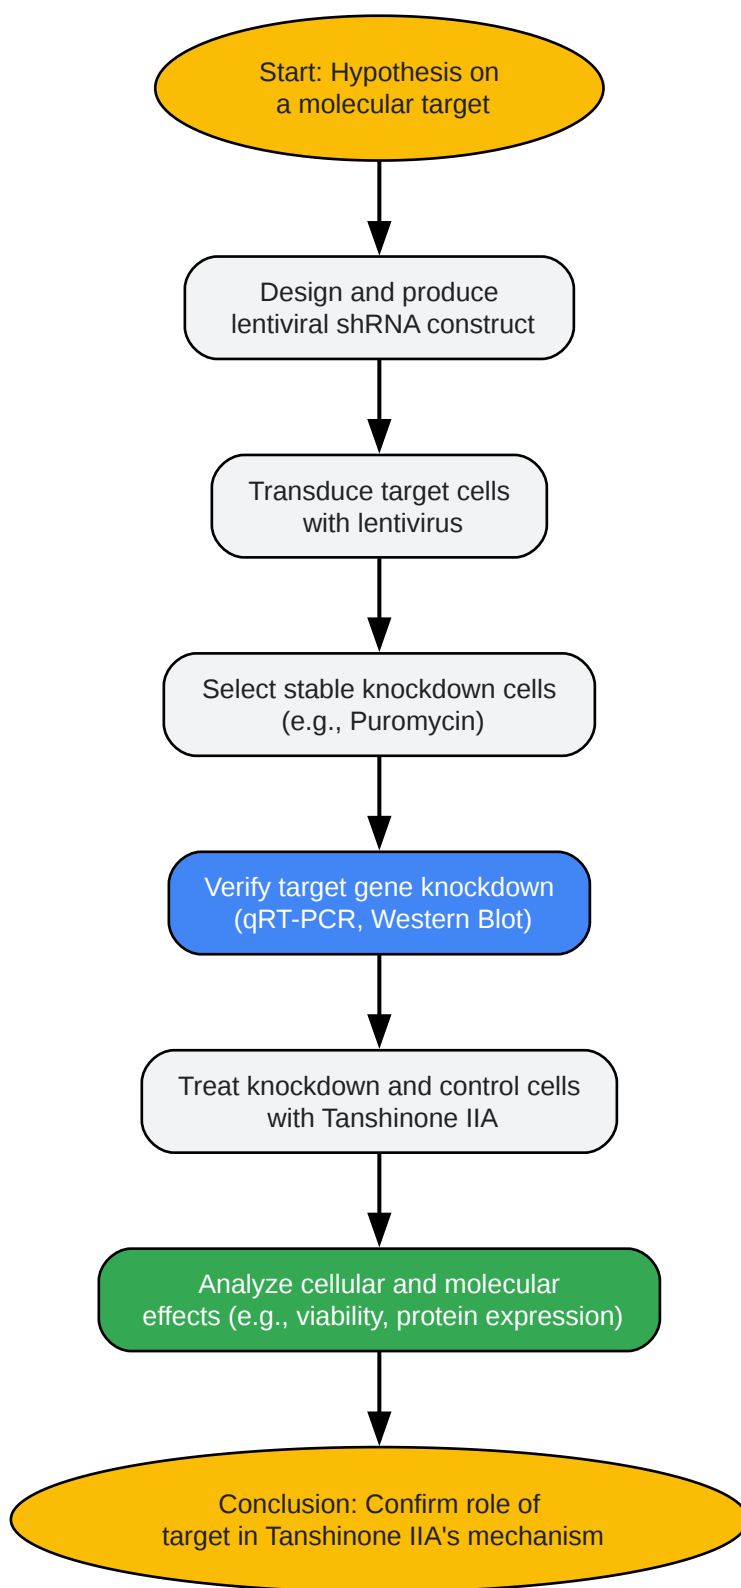 Start: Hypothesis on
a molecular target
Design and produce
lentiviral shRNA construct
Transduce target cells
with lentivirus
Select stable knockdown cells
(e.g., Puromycin)
Verify target gene knockdown
(qRT-PCR, Western Blot)
Treat knockdown and control cells
with Tanshinone IIA
Analyze cellular and molecular
effects (e.g., viability, protein expression)
Conclusion: Confirm role of
target in Tanshinone IIA's mechanism